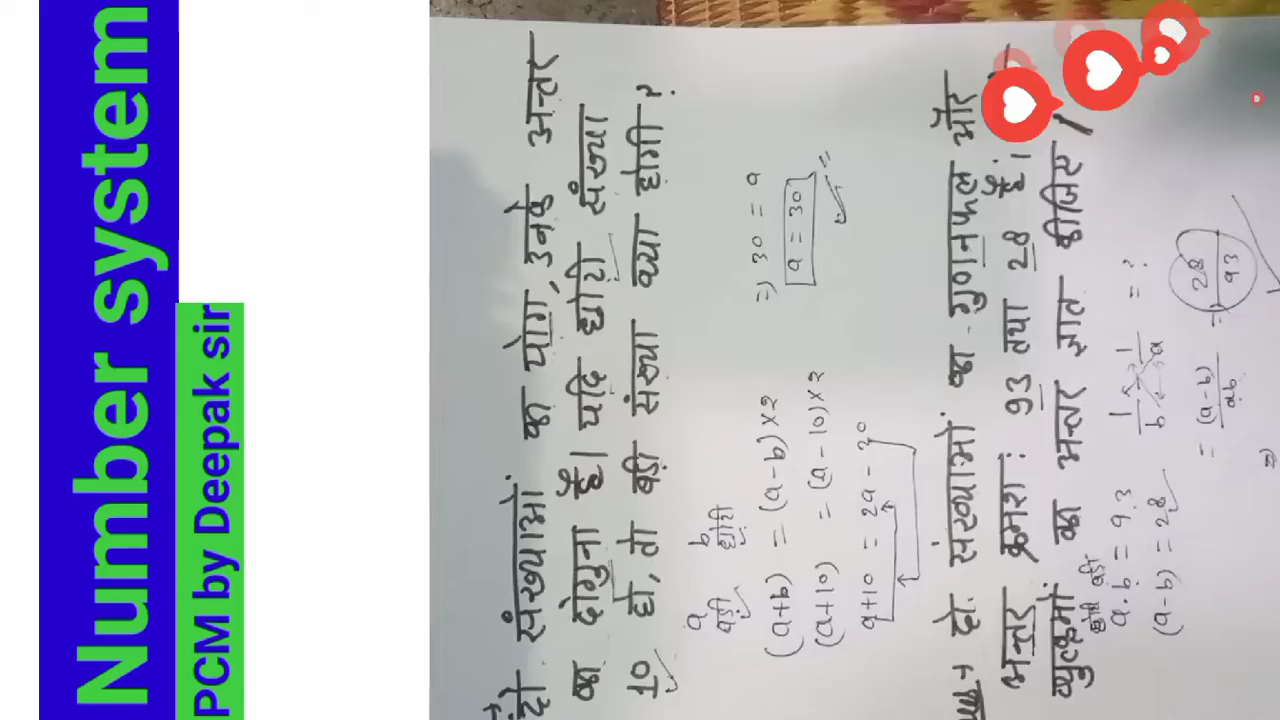 Number system
PCM by Deepak sir
दो संख्याओं का योग, उनके अन्तर
का दोगुना है। यदि छोटी संख्या
10 हो, तो बड़ी संख्या क्या होगी?
a b
बड़ी छोटी
(a+b) = (a-b)×2
(a+10) = (a-10)×2
a+10 = 2a-20
=) 30 = a
a = 30
दो संख्याओं का गुणनफल और
अन्तर क्रमशः 93 तथा 28 हैं।
व्युत्क्रमों का अन्तर ज्ञात कीजिए
a.b = 93
(a-b) = 28
1/b - 1/a = ?
= (a-b)/ab =) 28/93